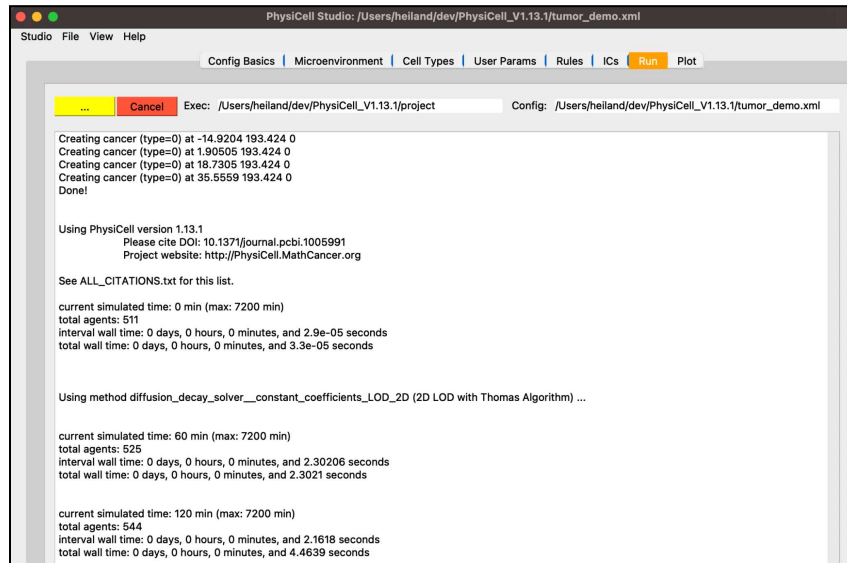 PhysiCell Studio: /Users/heiland/dev/PhysiCell_V1.13.1/tumor_demo.xml
Studio File View Help
Config Basics Microenvironment Cell Types User Params Rules ICs Run Plot
... Cancel Exec: /Users/heiland/dev/PhysiCell_V1.13.1/project Config: /Users/heiland/dev/PhysiCell_V1.13.1/tumor_demo.xml
Creating cancer (type=0) at -14.9204 193.424 0
Creating cancer (type=0) at 1.90505 193.424 0
Creating cancer (type=0) at 18.7305 193.424 0
Creating cancer (type=0) at 35.5559 193.424 0
Done!
Using PhysiCell version 1.13.1
Please cite DOI: 10.1371/journal.pcbi.1005991
Project website: http://PhysiCell.MathCancer.org
See ALL_CITATIONS.txt for this list.
current simulated time: 0 min (max: 7200 min)
total agents: 511
interval wall time: 0 days, 0 hours, 0 minutes, and 2.9e-05 seconds
total wall time: 0 days, 0 hours, 0 minutes, and 3.3e-05 seconds
Using method diffusion_decay_solver__constant_coefficients_LOD_2D (2D LOD with Thomas Algorithm) ...
current simulated time: 60 min (max: 7200 min)
total agents: 525
interval wall time: 0 days, 0 hours, 0 minutes, and 2.30206 seconds
total wall time: 0 days, 0 hours, 0 minutes, and 2.3021 seconds
current simulated time: 120 min (max: 7200 min)
total agents: 544
interval wall time: 0 days, 0 hours, 0 minutes, and 2.1618 seconds
total wall time: 0 days, 0 hours, 0 minutes, and 4.4639 seconds